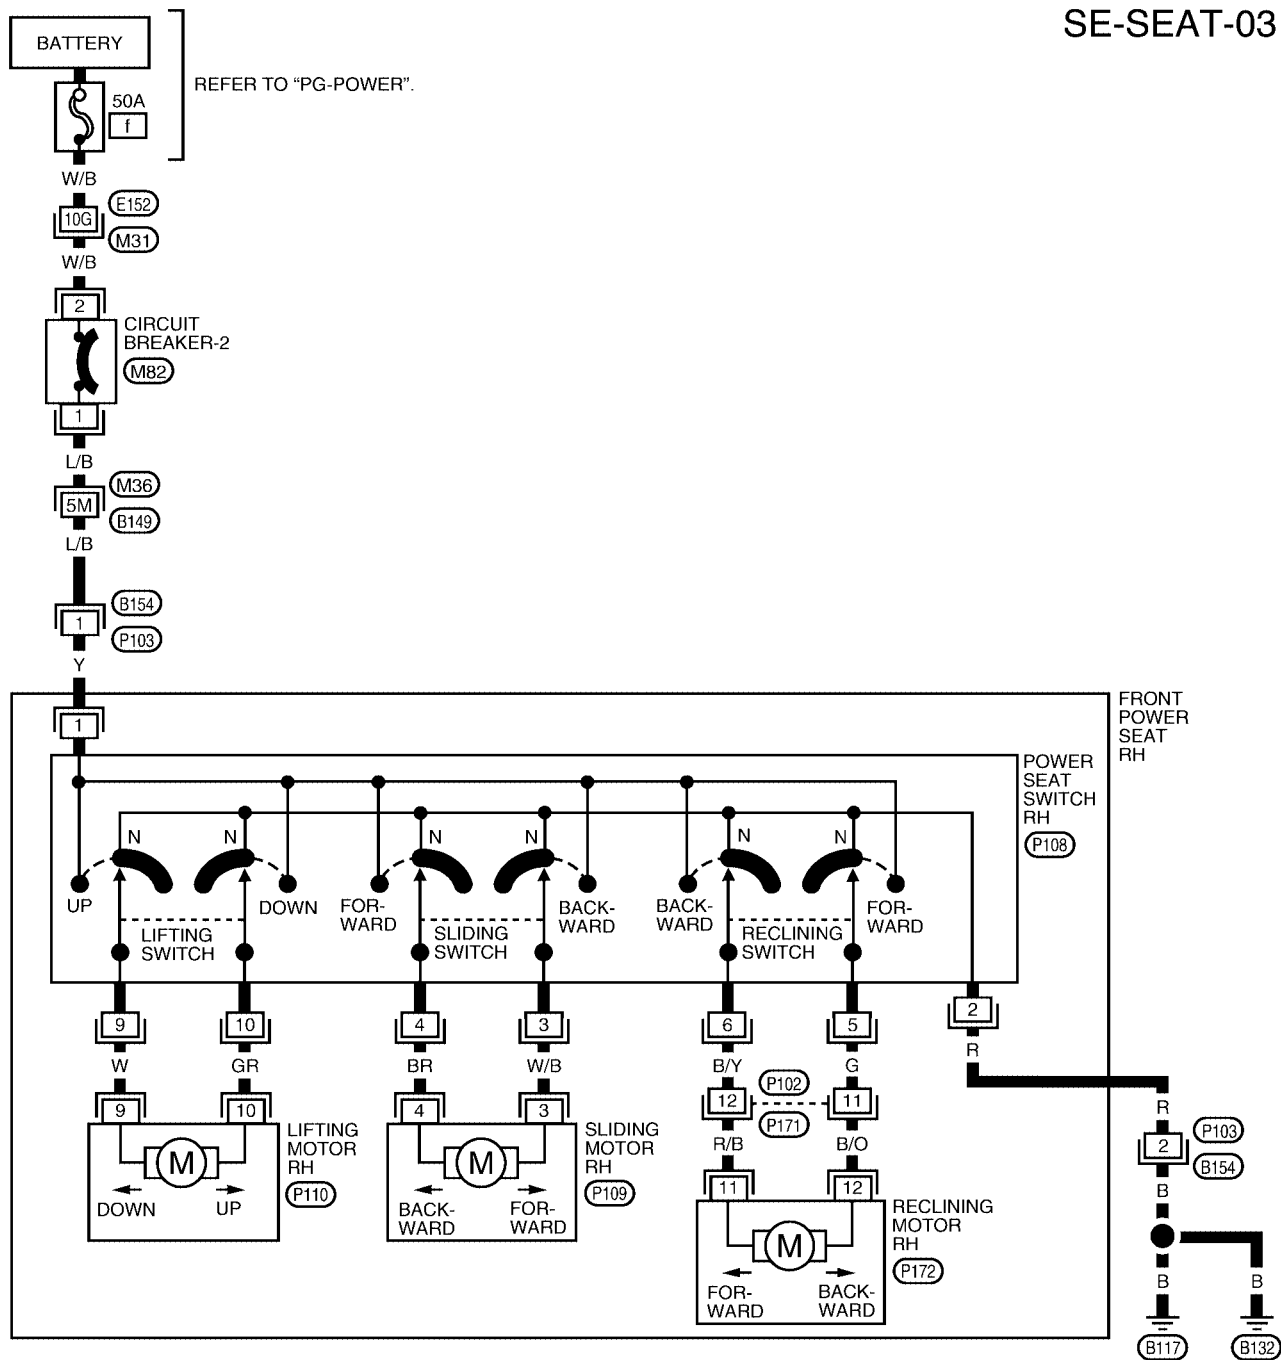 SE-SEAT-03
BATTERY
REFER TO “PG-POWER”.
50A
f
W/B
E152
10G
M31
W/B
2
CIRCUIT
BREAKER-2
M82
1
L/B
M36
5M
B149
L/B
B154
1
P103
Y
FRONT
POWER
SEAT
RH
1
POWER
SEAT
SWITCH
RH
P108
N N N N N N
UP
DOWN
FOR-
WARD
BACK-
WARD
BACK-
WARD
FOR-
WARD
LIFTING
SWITCH
SLIDING
SWITCH
RECLINING
SWITCH
9 10 4 3 6 5 2
W GR BR W/B B/Y G R
P102
12 11
P171
R/B B/O
9 10 4 3
LIFTING
MOTOR
RH
P110
M
DOWN UP
SLIDING
MOTOR
RH
P109
M
BACK-
WARD
FOR-
WARD
11 12
RECLINING
MOTOR
RH
P172
M
FOR-
WARD
BACK-
WARD
R
P103
2
B154
B
B B
B117 B132